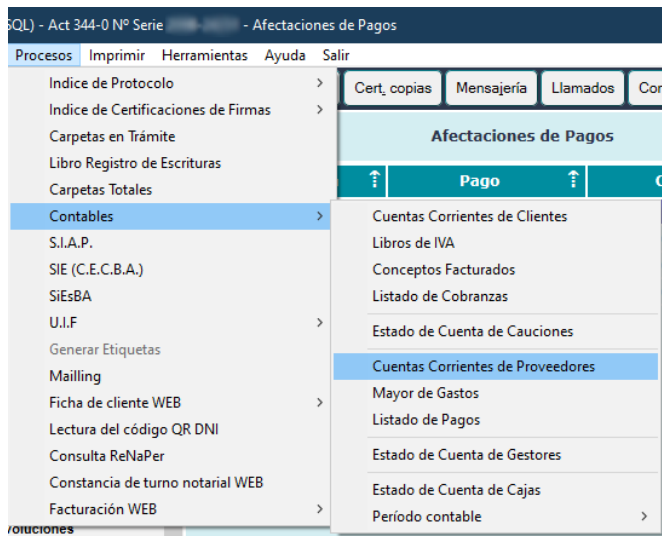 SQL) - Act 344-0 Nº Serie - Afectaciones de Pagos
Procesos Imprimir Herramientas Ayuda Salir
Cert. copias Mensajería Llamados
Afectaciones de Pagos
Pago
Indice de Protocolo
Indice de Certificaciones de Firmas
Carpetas en Trámite
Libro Registro de Escrituras
Carpetas Totales
Contables
S.I.A.P.
SIE (C.E.C.B.A.)
SiEsBA
U.I.F
Generar Etiquetas
Mailling
Ficha de cliente WEB
Lectura del código QR DNI
Consulta ReNaPer
Constancia de turno notarial WEB
Facturación WEB
Cuentas Corrientes de Clientes
Libros de IVA
Conceptos Facturados
Listado de Cobranzas
Estado de Cuenta de Cauciones
Cuentas Corrientes de Proveedores
Mayor de Gastos
Listado de Pagos
Estado de Cuenta de Gestores
Estado de Cuenta de Cajas
Período contable